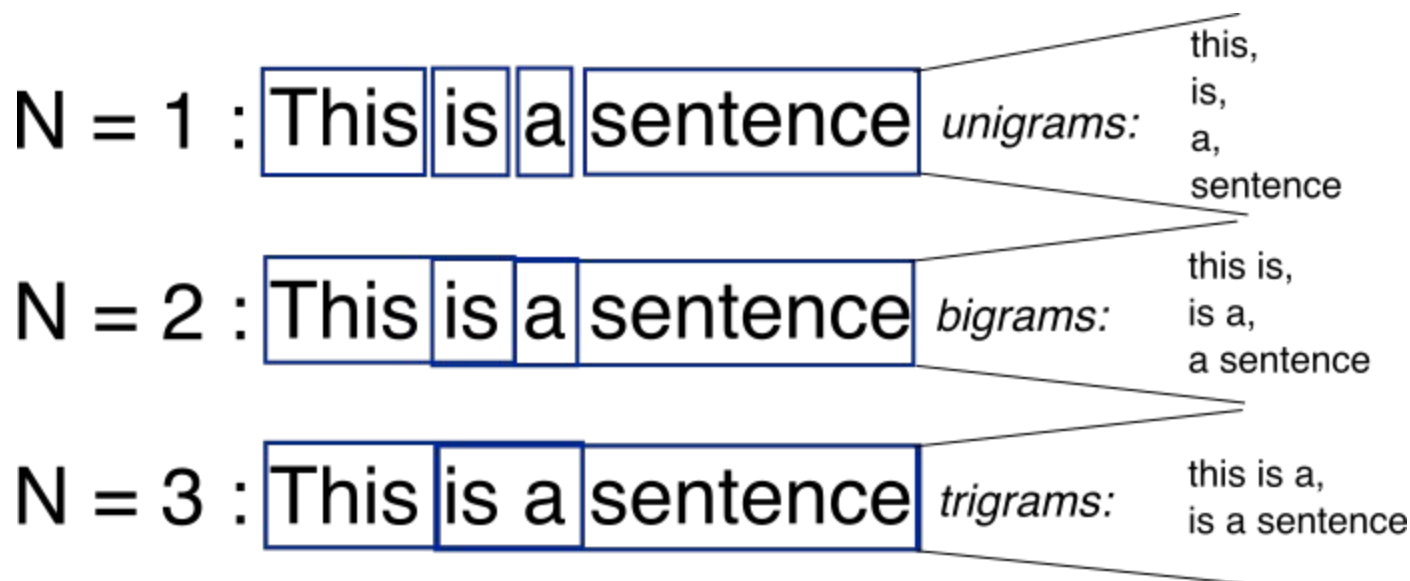 N = 1 : This is a sentence unigrams:
this,
is,
a,
sentence
N = 2 : This is a sentence bigrams:
this is,
is a,
a sentence
N = 3 : This is a sentence trigrams:
this is a,
is a sentence